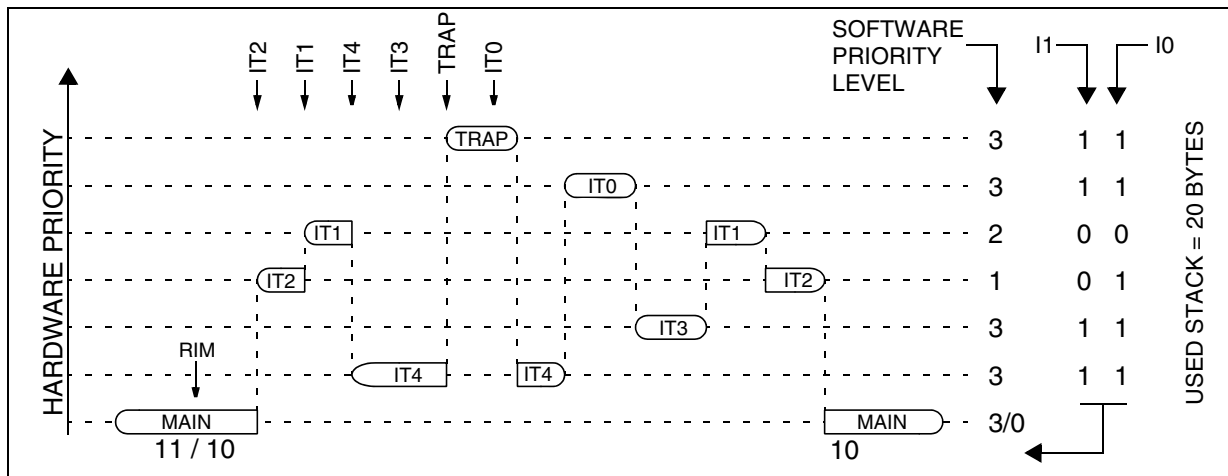 IT2
IT1
IT4
IT3
TRAP
IT0
SOFTWARE
PRIORITY
LEVEL
I1
I0
HARDWARE PRIORITY
TRAP
3
1 1
IT0
3
1 1
IT1
IT1
2
0 0
IT2
IT2
1
0 1
IT3
3
1 1
RIM
IT4
IT4
3
1 1
MAIN
MAIN
3/0
11 / 10
10
USED STACK = 20 BYTES